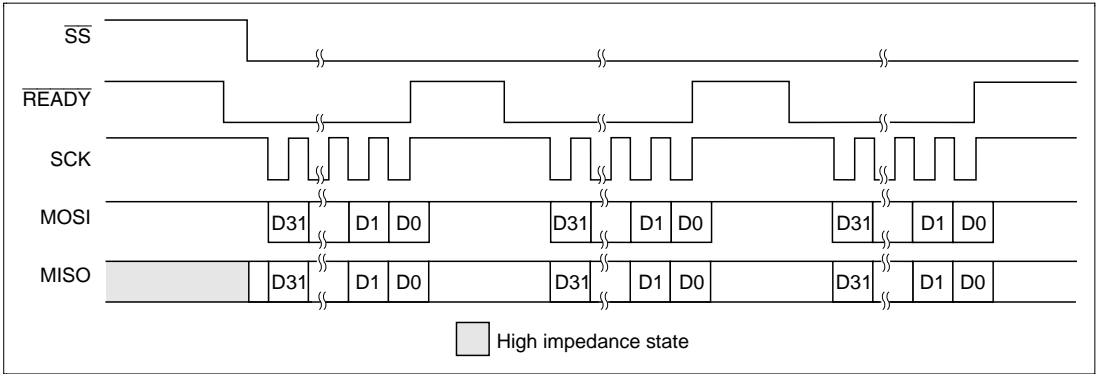 SS
READY
SCK
MOSI D31 D1 D0 D31 D1 D0 D31 D1 D0
MISO D31 D1 D0 D31 D1 D0 D31 D1 D0
High impedance state